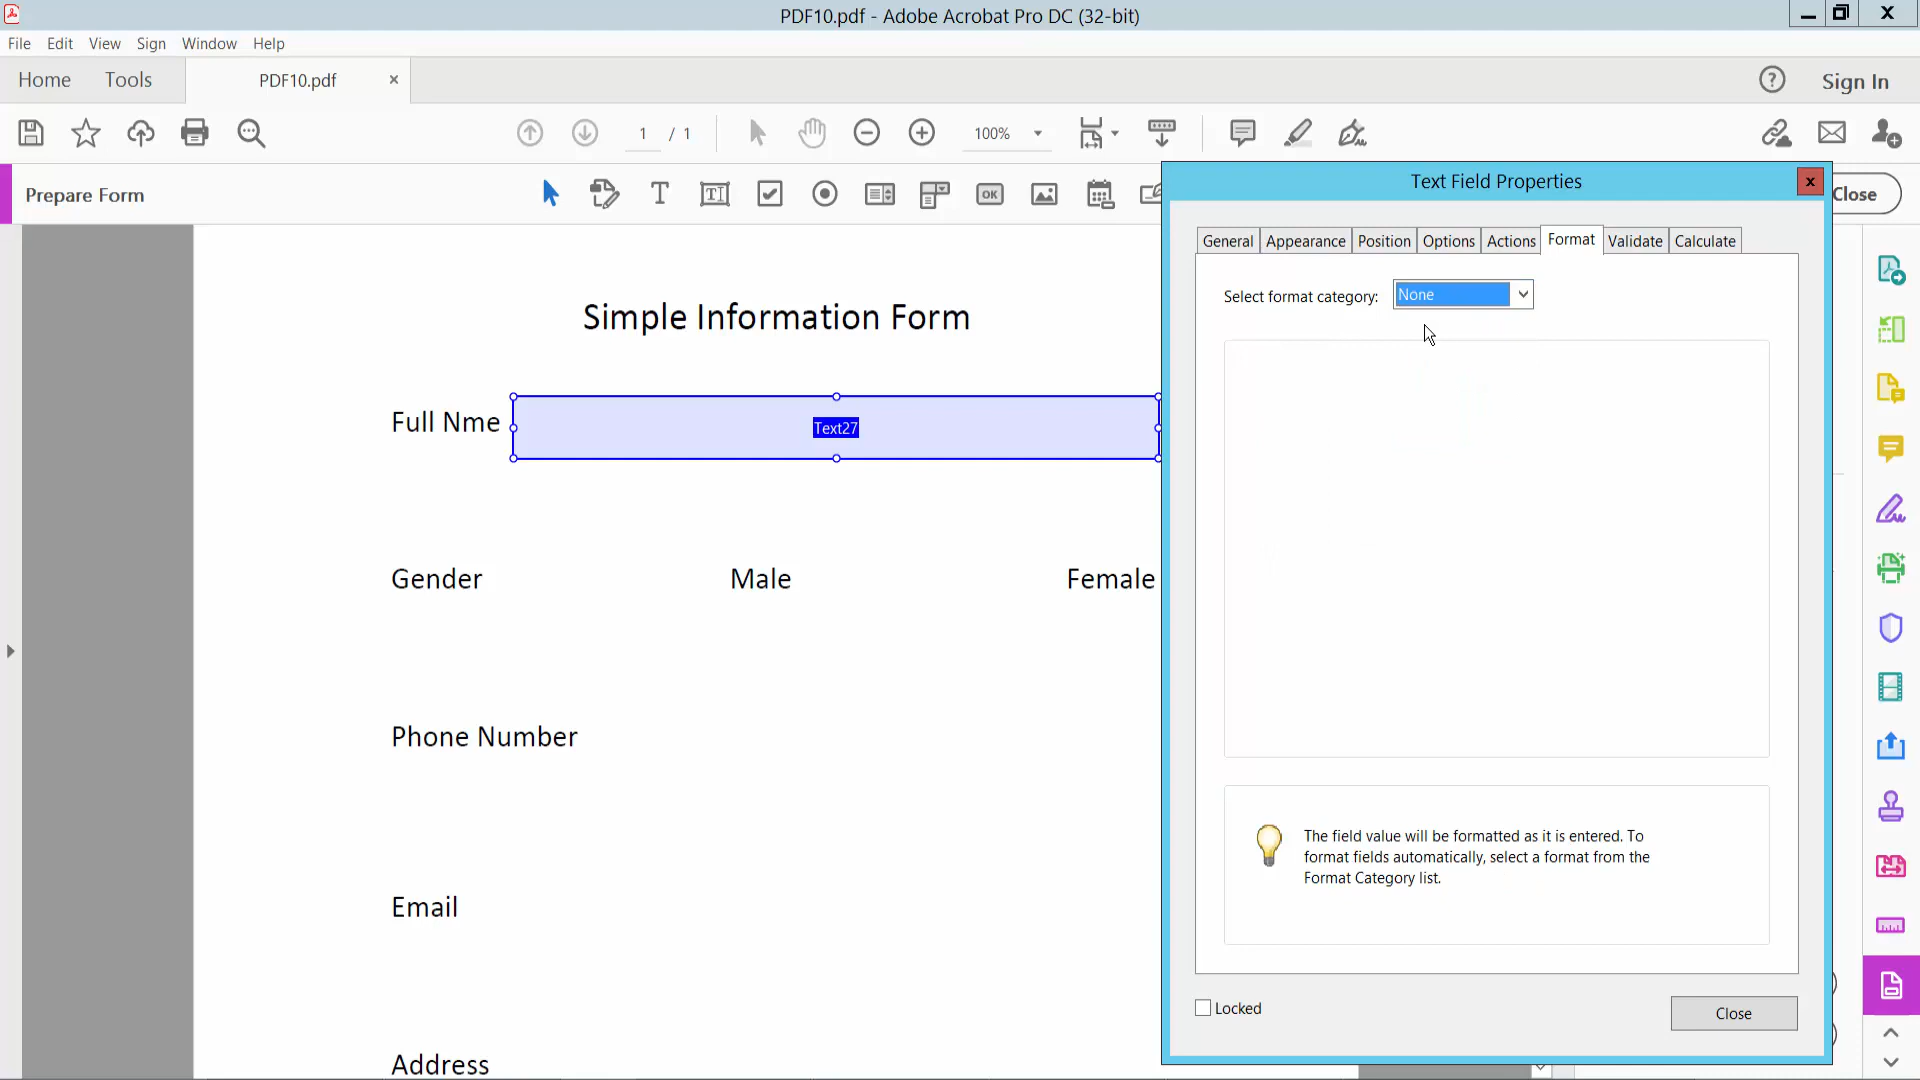 PDF10.pdf - Adobe Acrobat Pro DC (32-bit)
File Edit View Sign Window Help
Home Tools PDF10.pdf × ? Sign In
1 / 1 100%
Prepare Form T TI OK Close
Text Field Properties x
General Appearance Position Options Actions Format Validate Calculate
Select format category: None
Simple Information Form
Full Nme Text27
Gender Male Female
Phone Number
The field value will be formatted as it is entered. To
format fields automatically, select a format from the
Format Category list.
Email
Locked Close
Address